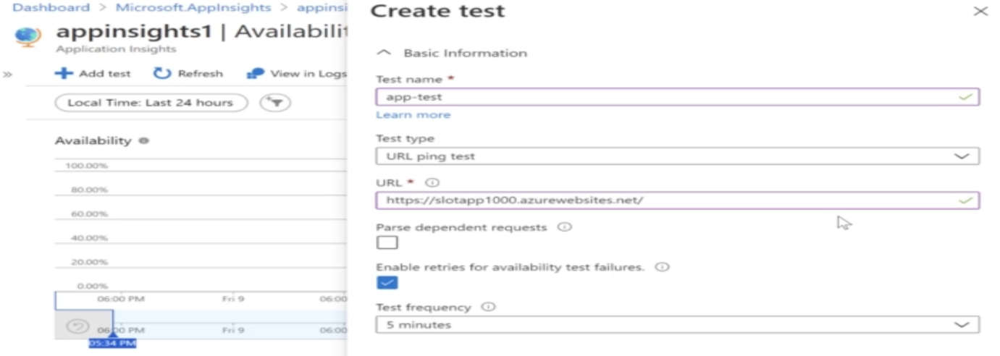 Dashboard > Microsoft.AppInsights > appinsi
appinsights1 | Availabilit
Application Insights
» + Add test Refresh View in Logs
Local Time: Last 24 hours
Availability
100.00%
80.00%
60.00%
40.00%
20.00%
0.00%
06:00 PM Fri 9 06:00
06:00 PM Fri 9 06:00
05:34 PM
Create test
Basic Information
Test name *
app-test
Learn more
Test type
URL ping test
URL *
https://slotapp1000.azurewebsites.net/
Parse dependent requests
Enable retries for availability test failures.
Test frequency
5 minutes